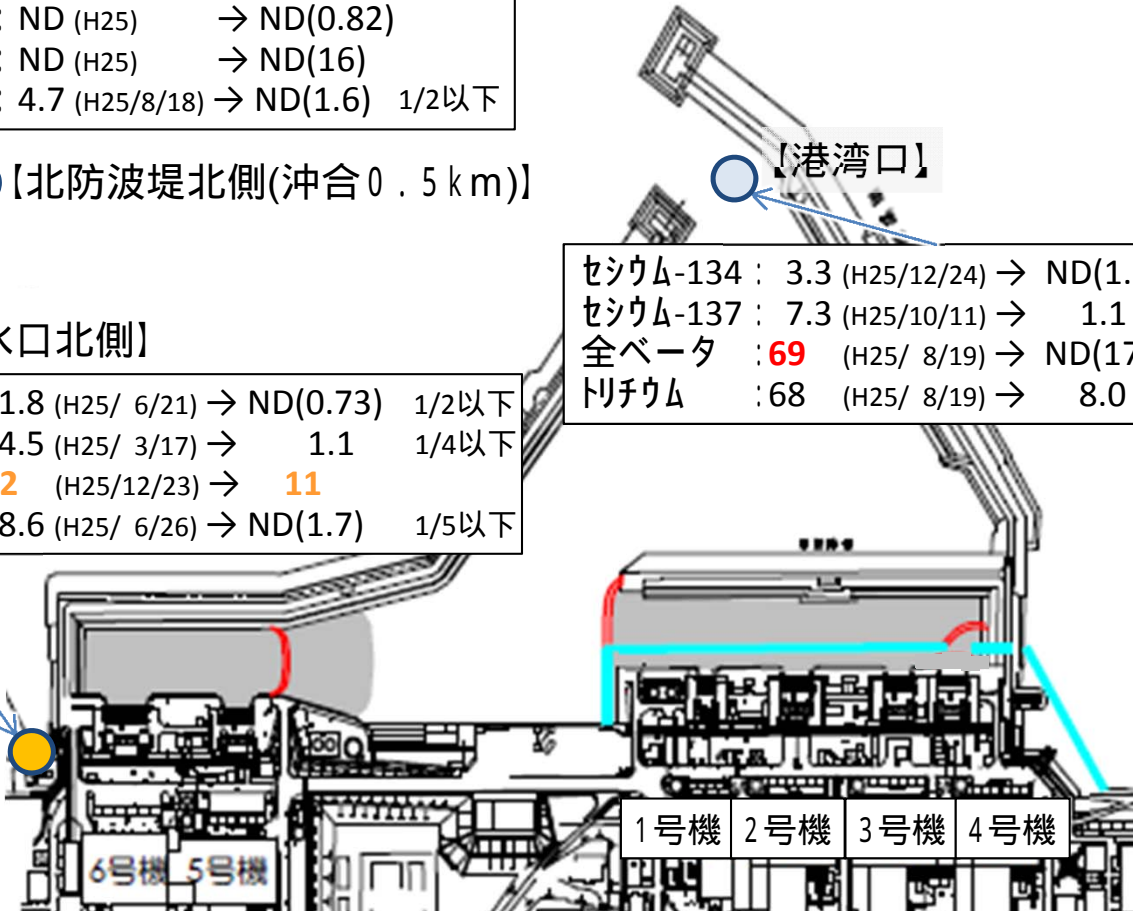 : ND (H25) → ND(0.82)
: ND (H25) → ND(16)
: 4.7 (H25/8/18) → ND(1.6) 1/2以下
【北防波堤北側(沖合０．５ｋｍ)】
【港湾口】
セシウム-134 : 3.3 (H25/12/24) → ND(1.
セシウム-137 : 7.3 (H25/10/11) → 1.1
全ベータ : 69 (H25/ 8/19) → ND(17
トリチウム : 68 (H25/ 8/19) → 8.0
水口北側】
1.8 (H25/ 6/21) → ND(0.73) 1/2以下
4.5 (H25/ 3/17) → 1.1 1/4以下
2 (H25/12/23) → 11
8.6 (H25/ 6/26) → ND(1.7) 1/5以下
1号機 2号機 3号機 4号機
6号機 5号機